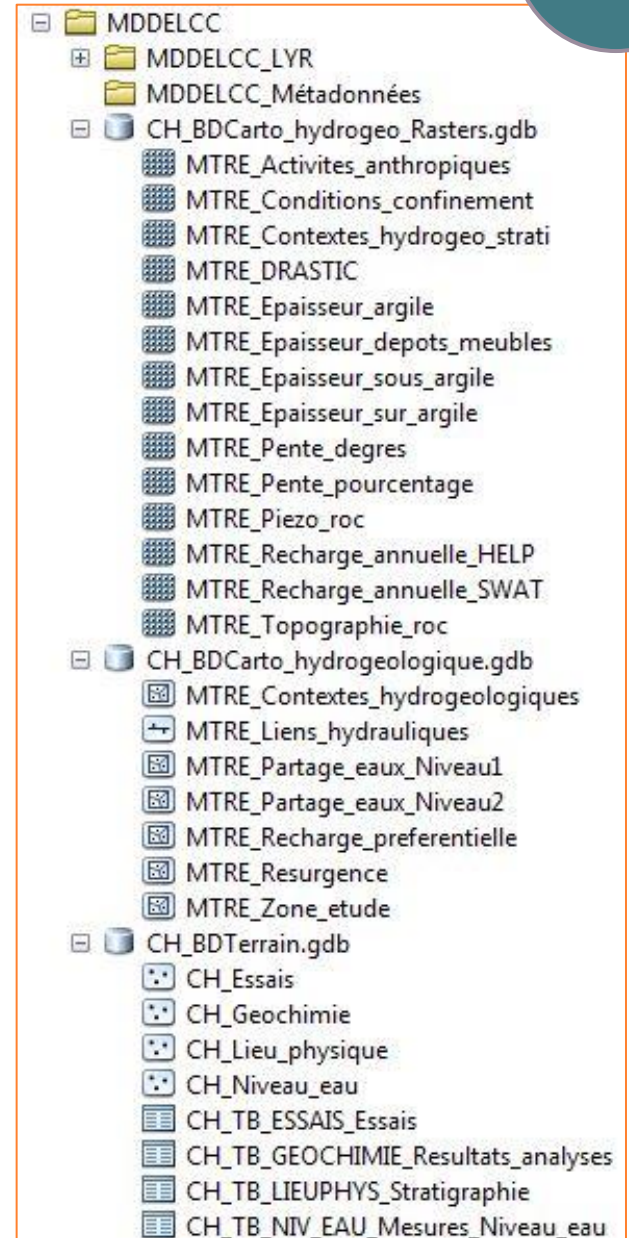 MDDELCC
MDDELCC_LYR
MDDELCC_Métadonnées
CH_BDCarto_hydrogeo_Rasters.gdb
MTRE_Activites_anthropiques
MTRE_Conditions_confinement
MTRE_Contextes_hydrogeo_strati
MTRE_DRASTIC
MTRE_Epaisseur_argile
MTRE_Epaisseur_depots_meubles
MTRE_Epaisseur_sous_argile
MTRE_Epaisseur_sur_argile
MTRE_Pente_degres
MTRE_Pente_pourcentage
MTRE_Piezo_roc
MTRE_Recharge_annuelle_HELP
MTRE_Recharge_annuelle_SWAT
MTRE_Topographie_roc
CH_BDCarto_hydrogeologique.gdb
MTRE_Contextes_hydrogeologiques
MTRE_Liens_hydrauliques
MTRE_Partage_eaux_Niveau1
MTRE_Partage_eaux_Niveau2
MTRE_Recharge_preferentielle
MTRE_Resurgence
MTRE_Zone_etude
CH_BDTerrain.gdb
CH_Essais
CH_Geochimie
CH_Lieu_physique
CH_Niveau_eau
CH_TB_ESSAIS_Essais
CH_TB_GEOCHIMIE_Resultats_analyses
CH_TB_LIEUPHYS_Stratigraphie
CH_TB_NIV_EAU_Mesures_Niveau_eau